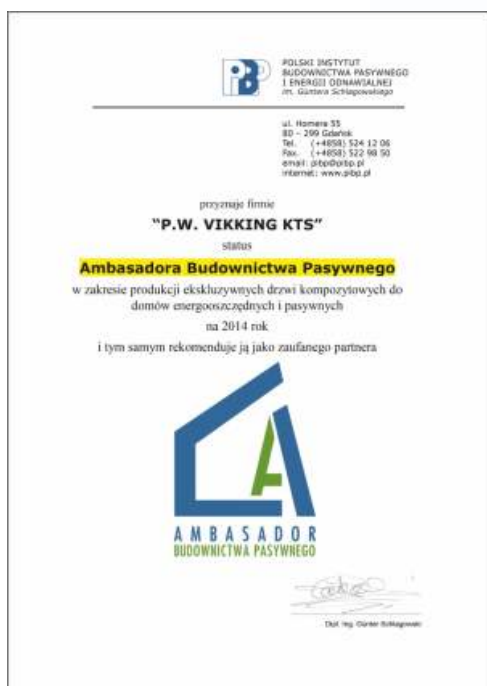 PIBP
POLSKI INSTYTUT
BUDOWNICTWA PASYWNEGO
I ENERGII ODNAWIALNEJ
im. Güntera Schlagowskiego
ul. Homera 55
80 – 299 Gdańsk
Tel. (+4858) 524 12 06
Fax. (+4858) 522 98 50
email: pibp@pibp.pl
internet: www.pibp.pl
przyznaje firmie
"P.W. VIKKING KTS"
status
Ambasadora Budownictwa Pasywnego
w zakresie produkcji ekskluzywnych drzwi kompozytowych do
domów energooszczędnych i pasywnych
na 2014 rok
i tym samym rekomenduje ją jako zaufanego partnera
AMBASADOR
BUDOWNICTWA PASYWNEGO
Dipl. Ing. Günter Schlagowski